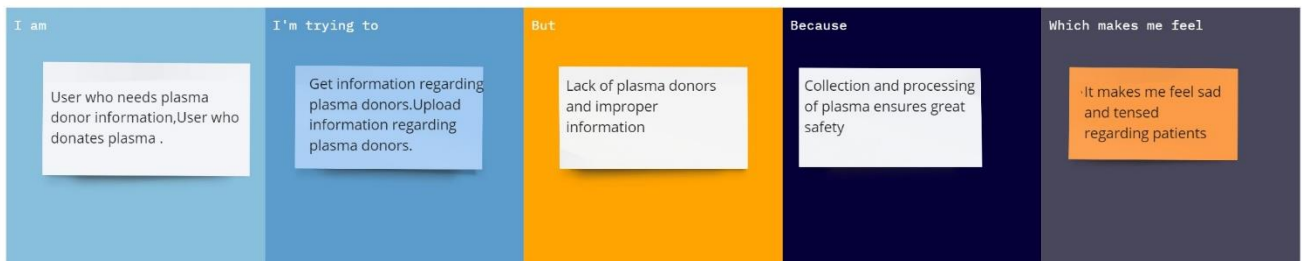 I am
User who needs plasma
donor information,User who
donates plasma .
I'm trying to
Get information regarding
plasma donors.Upload
information regarding
plasma donors.
But
Lack of plasma donors
and improper
information
Because
Collection and processing
of plasma ensures great
safety
Which makes me feel
·It makes me feel sad
and tensed
regarding patients